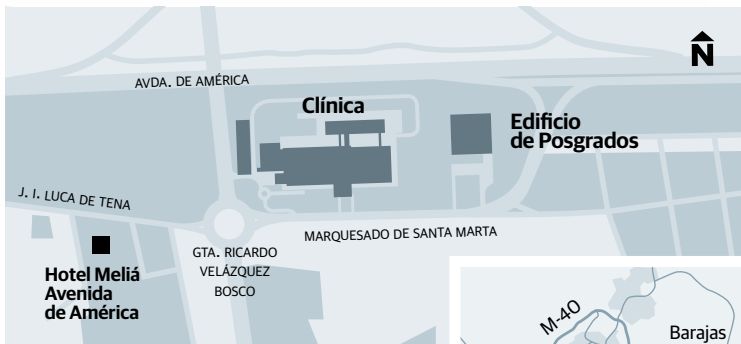 N
AVDA. DE AMÉRICA
Clínica
Edificio
de Posgrados
J. I. LUCA DE TENA
MARQUESADO DE SANTA MARTA
GTA. RICARDO
VELÁZQUEZ
BOSCO
Hotel Meliá
Avenida
de América
M-40
Barajas